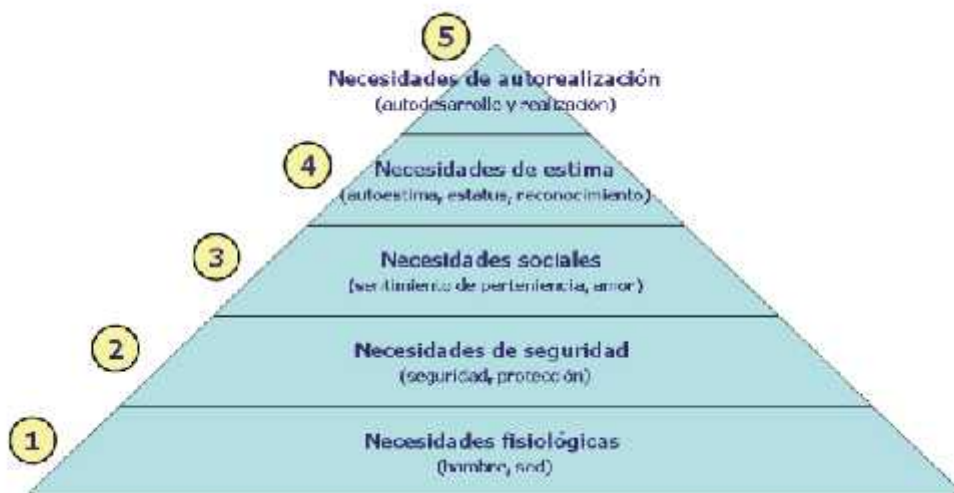 5
Necesidades de autorealización
(autodesarrollo y realización)
4
Necesidades de estima
(autoestima, estatus, reconocimiento)
3
Necesidades sociales
(sentimiento de perteniencia, amor)
2
Necesidades de seguridad
(seguridad, protección)
1
Necesidades fisiológicas
(hambre, sed)